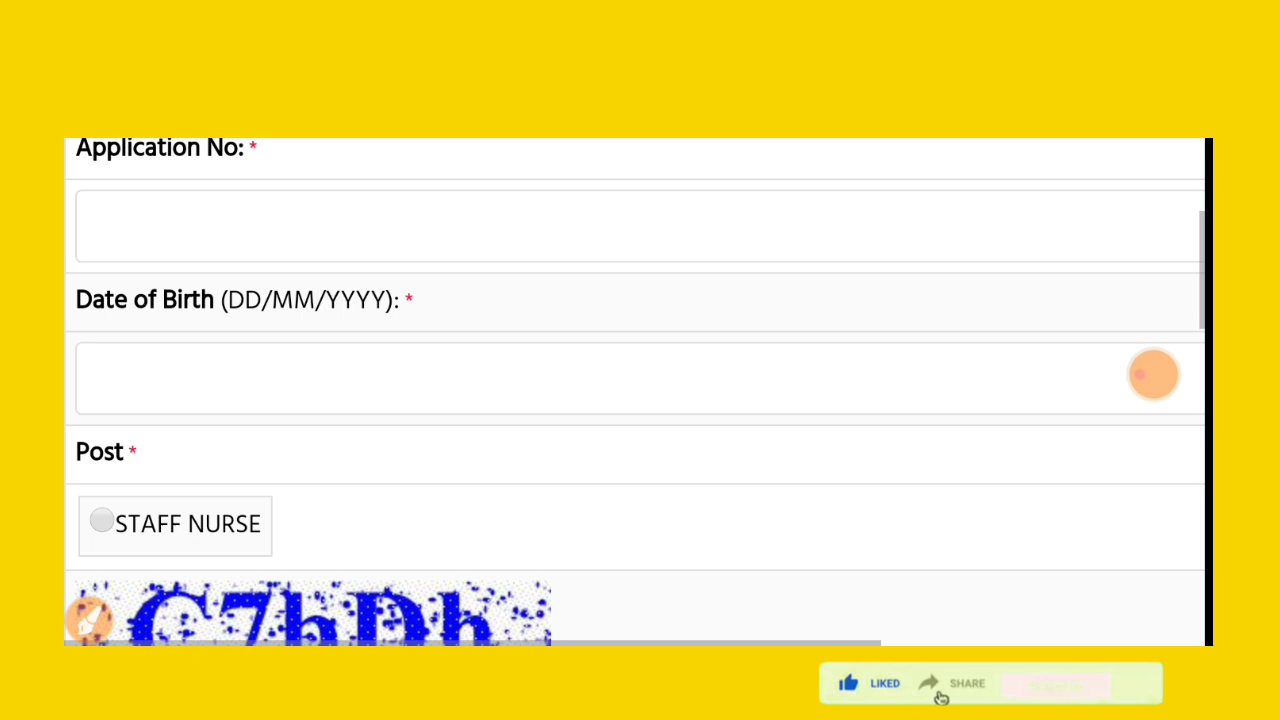 Application No: *
Date of Birth (DD/MM/YYYY): *
Post *
STAFF NURSE
LIKED SHARE